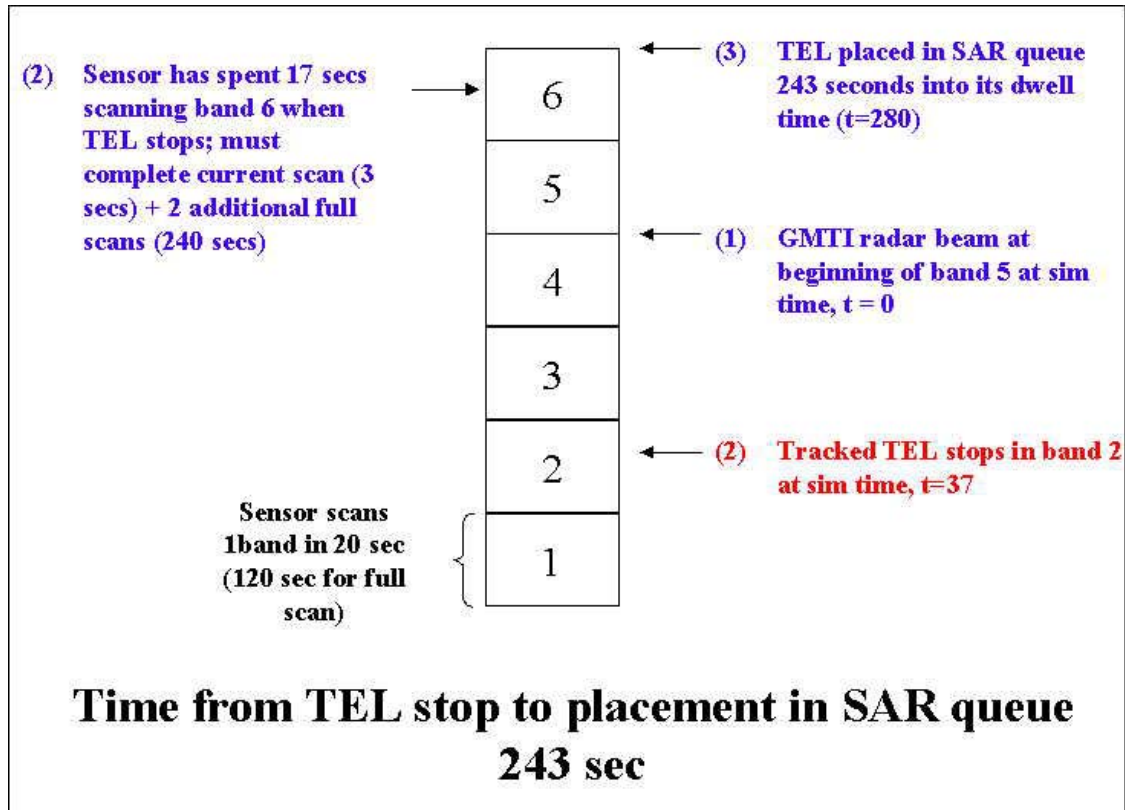 (2) Sensor has spent 17 secs
scanning band 6 when
TEL stops; must
complete current scan (3
secs) + 2 additional full
scans (240 secs)
6
5
4
3
2
1
(3) TEL placed in SAR queue
243 seconds into its dwell
time (t=280)
(1) GMTI radar beam at
beginning of band 5 at sim
time, t = 0
(2) Tracked TEL stops in band 2
at sim time, t=37
Sensor scans
1band in 20 sec
(120 sec for full
scan)
Time from TEL stop to placement in SAR queue
243 sec